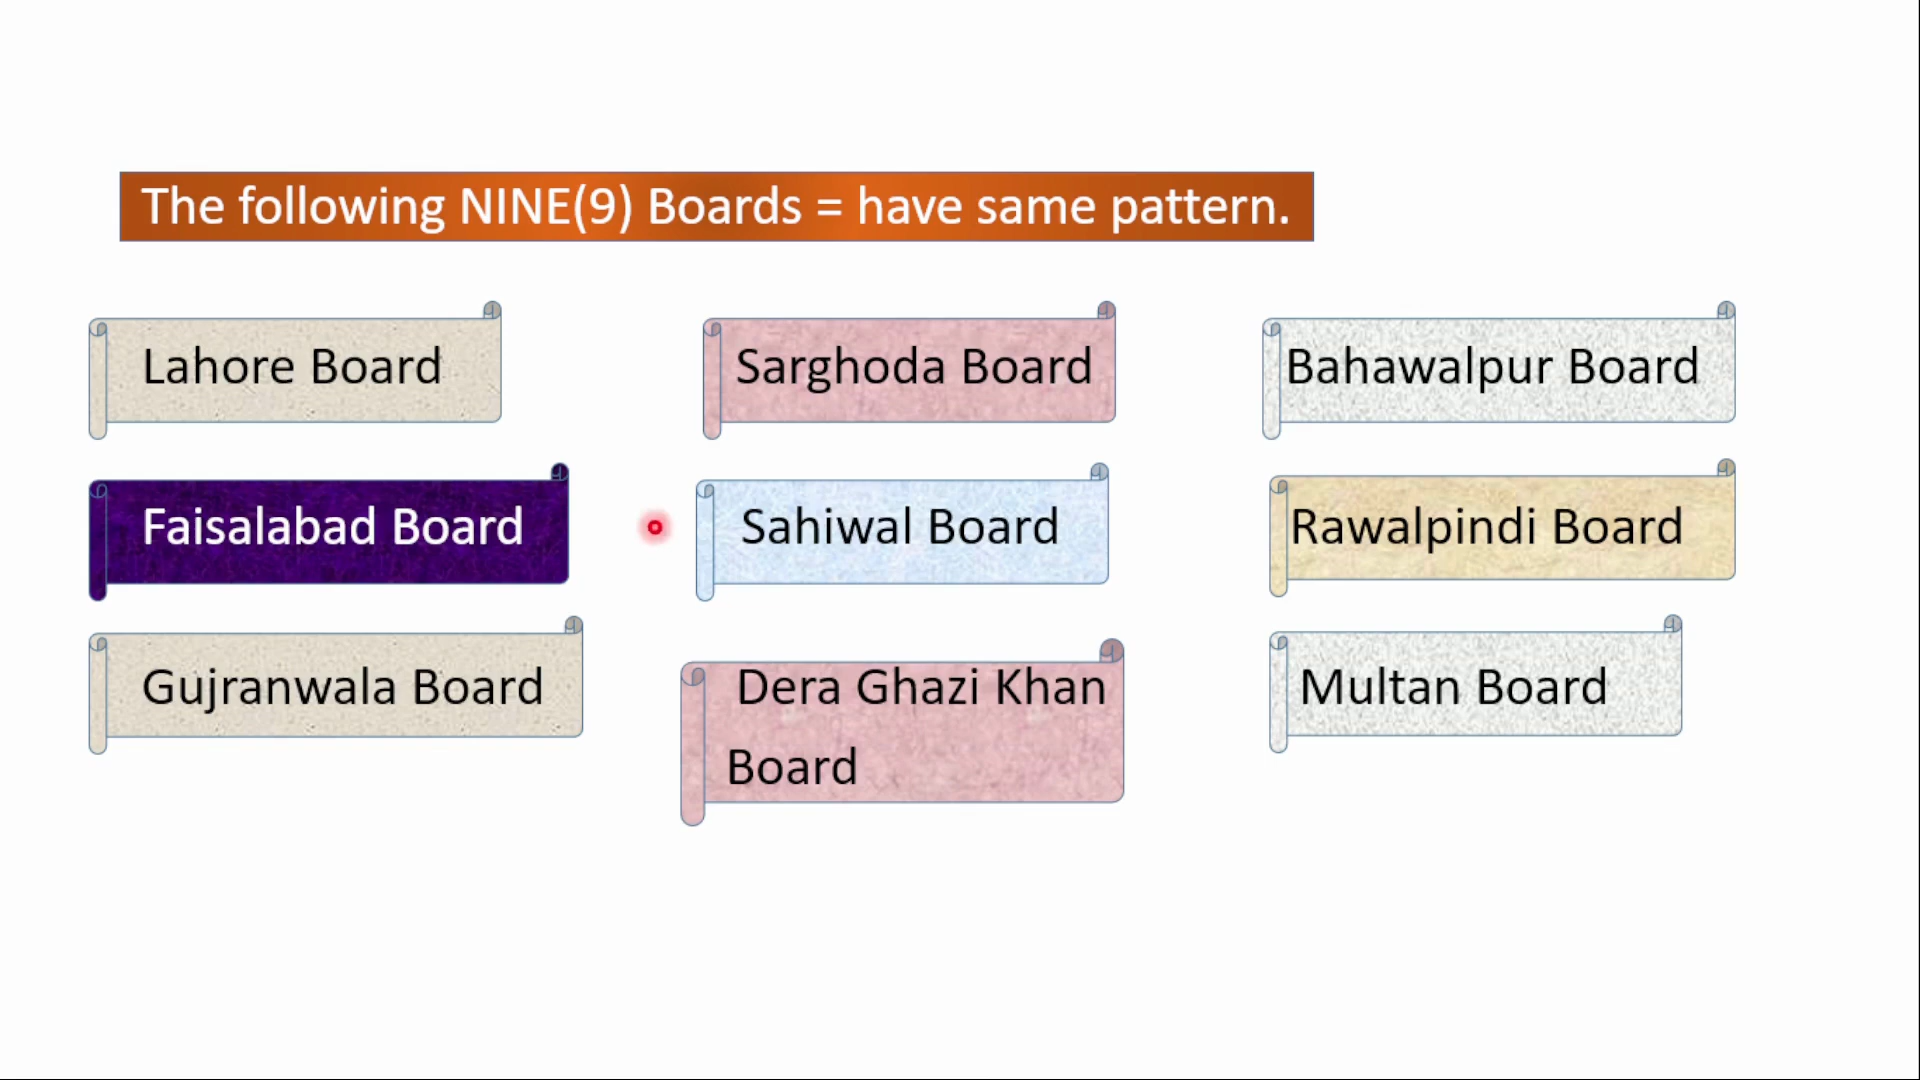 The following NINE(9) Boards = have same pattern.
Lahore Board
Sarghoda Board
Bahawalpur Board
Faisalabad Board
Sahiwal Board
Rawalpindi Board
Gujranwala Board
Dera Ghazi Khan
Board
Multan Board